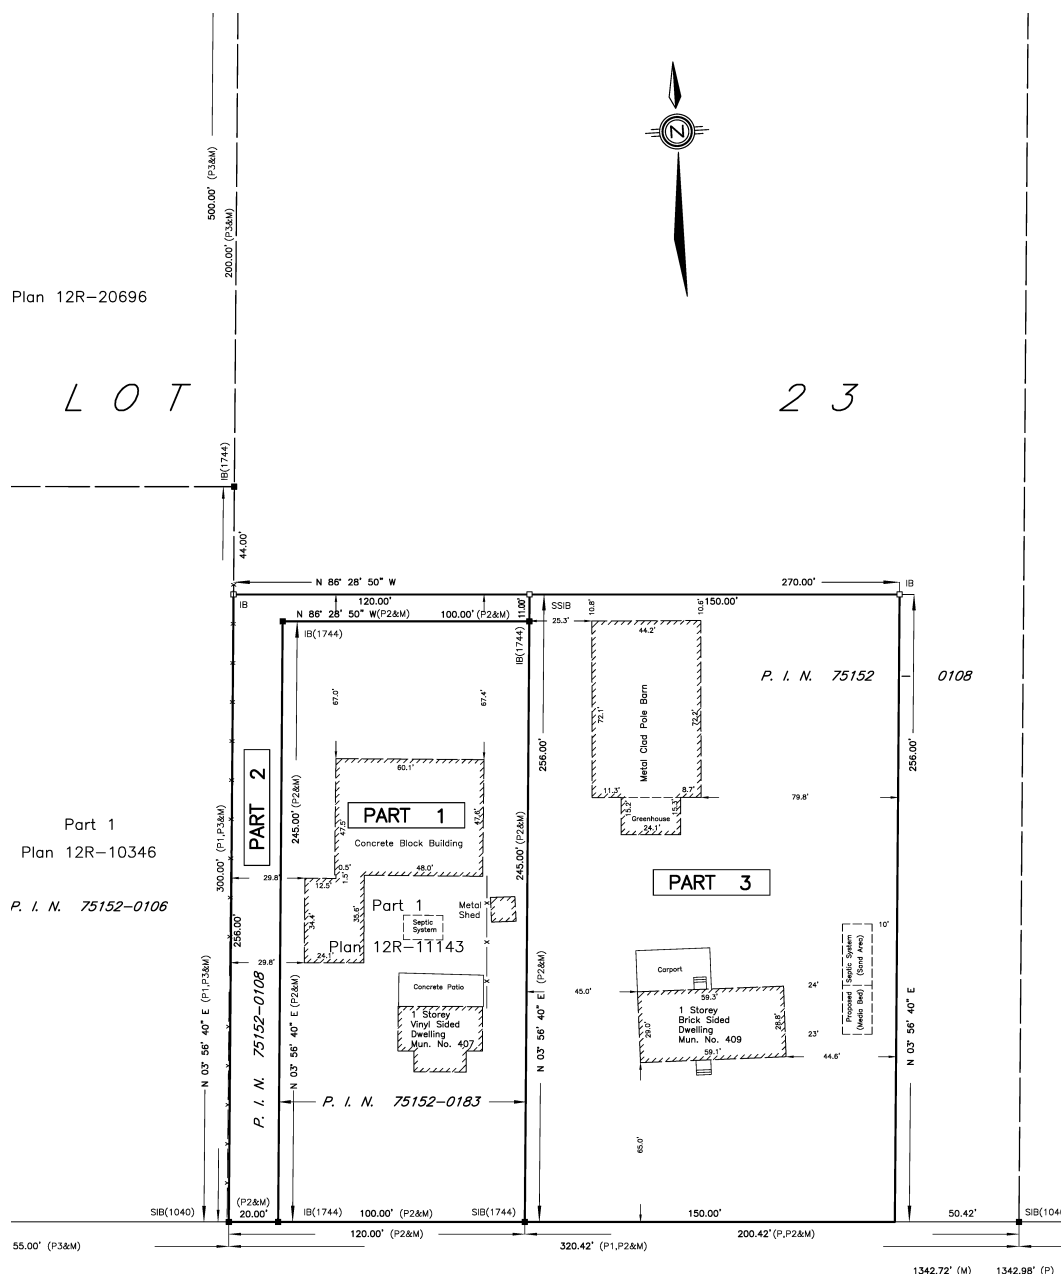 500.00' (P3&M)
200.00' (P3&M)
N
Plan 12R-20696
L O T
2 3
IB(1744)
44.00'
N 86° 28' 50" W
270.00'
IB
IB
120.00'
11.00'
SSIB
150.00'
N 86° 28' 50" W(P2&M)
100.00' (P2&M)
IB(1744)
IB(1744)
25.3'
10.8'
10.6'
44.2'
67.0'
67.4'
72.1'
Metal Clad Pole Barn
72.2'
P. I. N. 75152 - 0108
256.00'
256.00'
60.1'
PART 2
PART 1
47.5'
47.6'
Concrete Block Building
245.00' (P2&M)
245.00' (P2&M)
11.3'
8.7'
79.8'
15.2'
15.3'
Greenhouse
24.1'
Part 1
Plan 12R-10346
300.00' (P1,P3&M)
P. I. N. 75152-0106
29.8'
0.5'
12.5'
1.5'
48.0'
PART 3
34.4'
35.6'
Part 1
Metal
Shed
Septic
System
Plan 12R-11143
24.1'
29.8'
256.00'
Concrete Patio
1 Storey
Vinyl Sided
Dwelling
Mun. No. 407
10'
Septic System
(Sand Area)
Carport
24'
59.3'
45.0'
1 Storey
Brick Sided
Dwelling
Mun. No. 409
29.0'
28.8'
59.1'
Proposed
(Media Bed)
23'
44.6'
N 03° 56' 40" E (P1,P3&M)
P. I. N. 75152-0108
N 03° 56' 40" E (P2&M)
N 03° 56' 40" E (P2&M)
N 03° 56' 40" E
P. I. N. 75152-0183
65.0'
SIB(1040)
(P2&M)
20.00'
IB(1744)
100.00' (P2&M)
SIB(1744)
150.00'
50.42'
SIB(104
55.00' (P3&M)
120.00' (P2&M)
320.42' (P1,P2&M)
200.42'(P,P2&M)
1342.72' (M)
1342.98' (P)